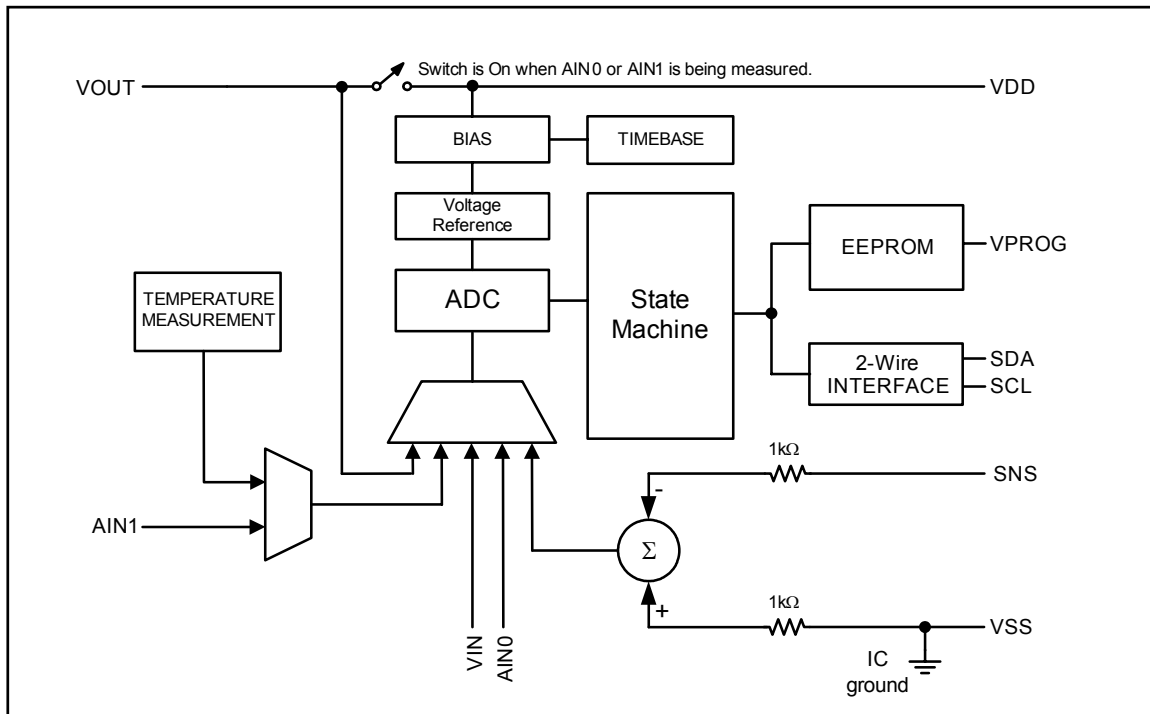 Switch is On when AIN0 or AIN1 is being measured.
VOUT
VDD
BIAS
TIMEBASE
Voltage
Reference
ADC
State
Machine
EEPROM
VPROG
TEMPERATURE
MEASUREMENT
2-Wire
INTERFACE
SDA
SCL
1kΩ
SNS
-
AIN1
Σ
+
1kΩ
VSS
VIN
AIN0
IC
ground